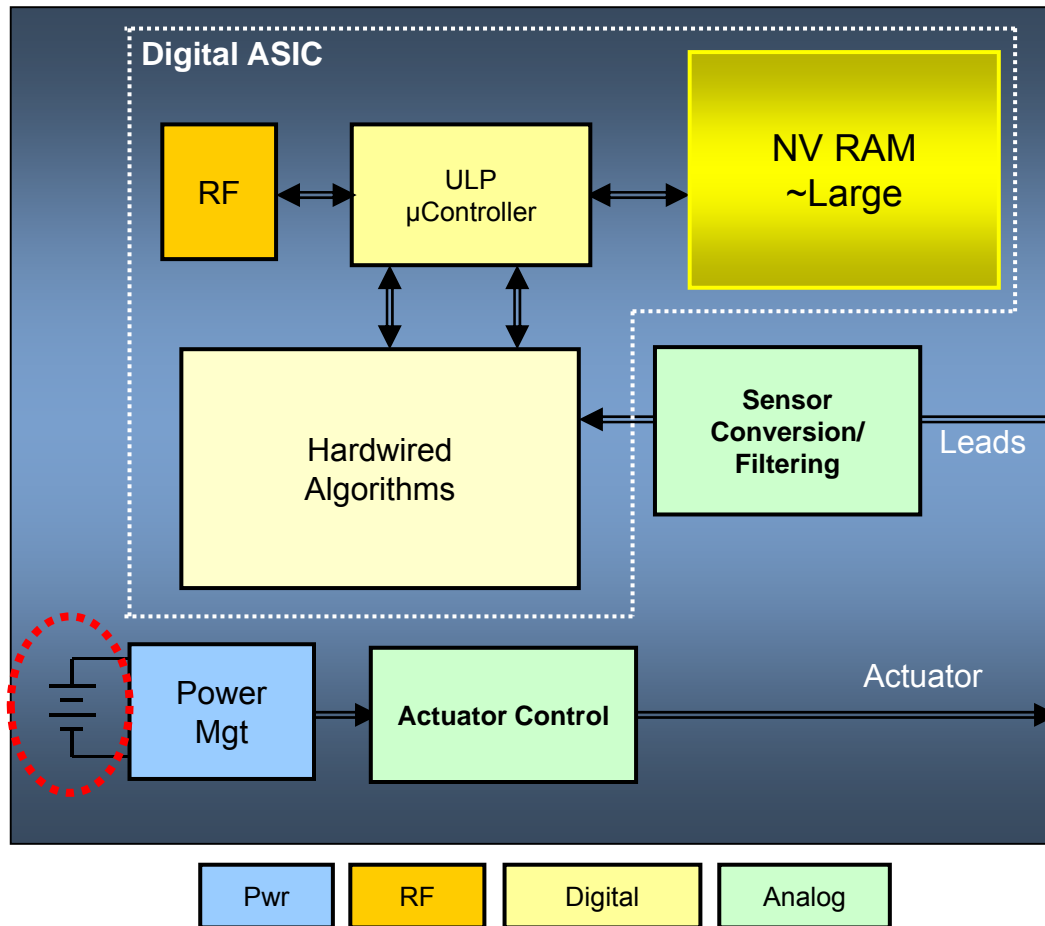 Digital ASIC
RF
ULP
µController
NV RAM
~Large
Hardwired
Algorithms
Sensor
Conversion/
Filtering
Leads
Power
Mgt
Actuator Control
Actuator
Pwr
RF
Digital
Analog